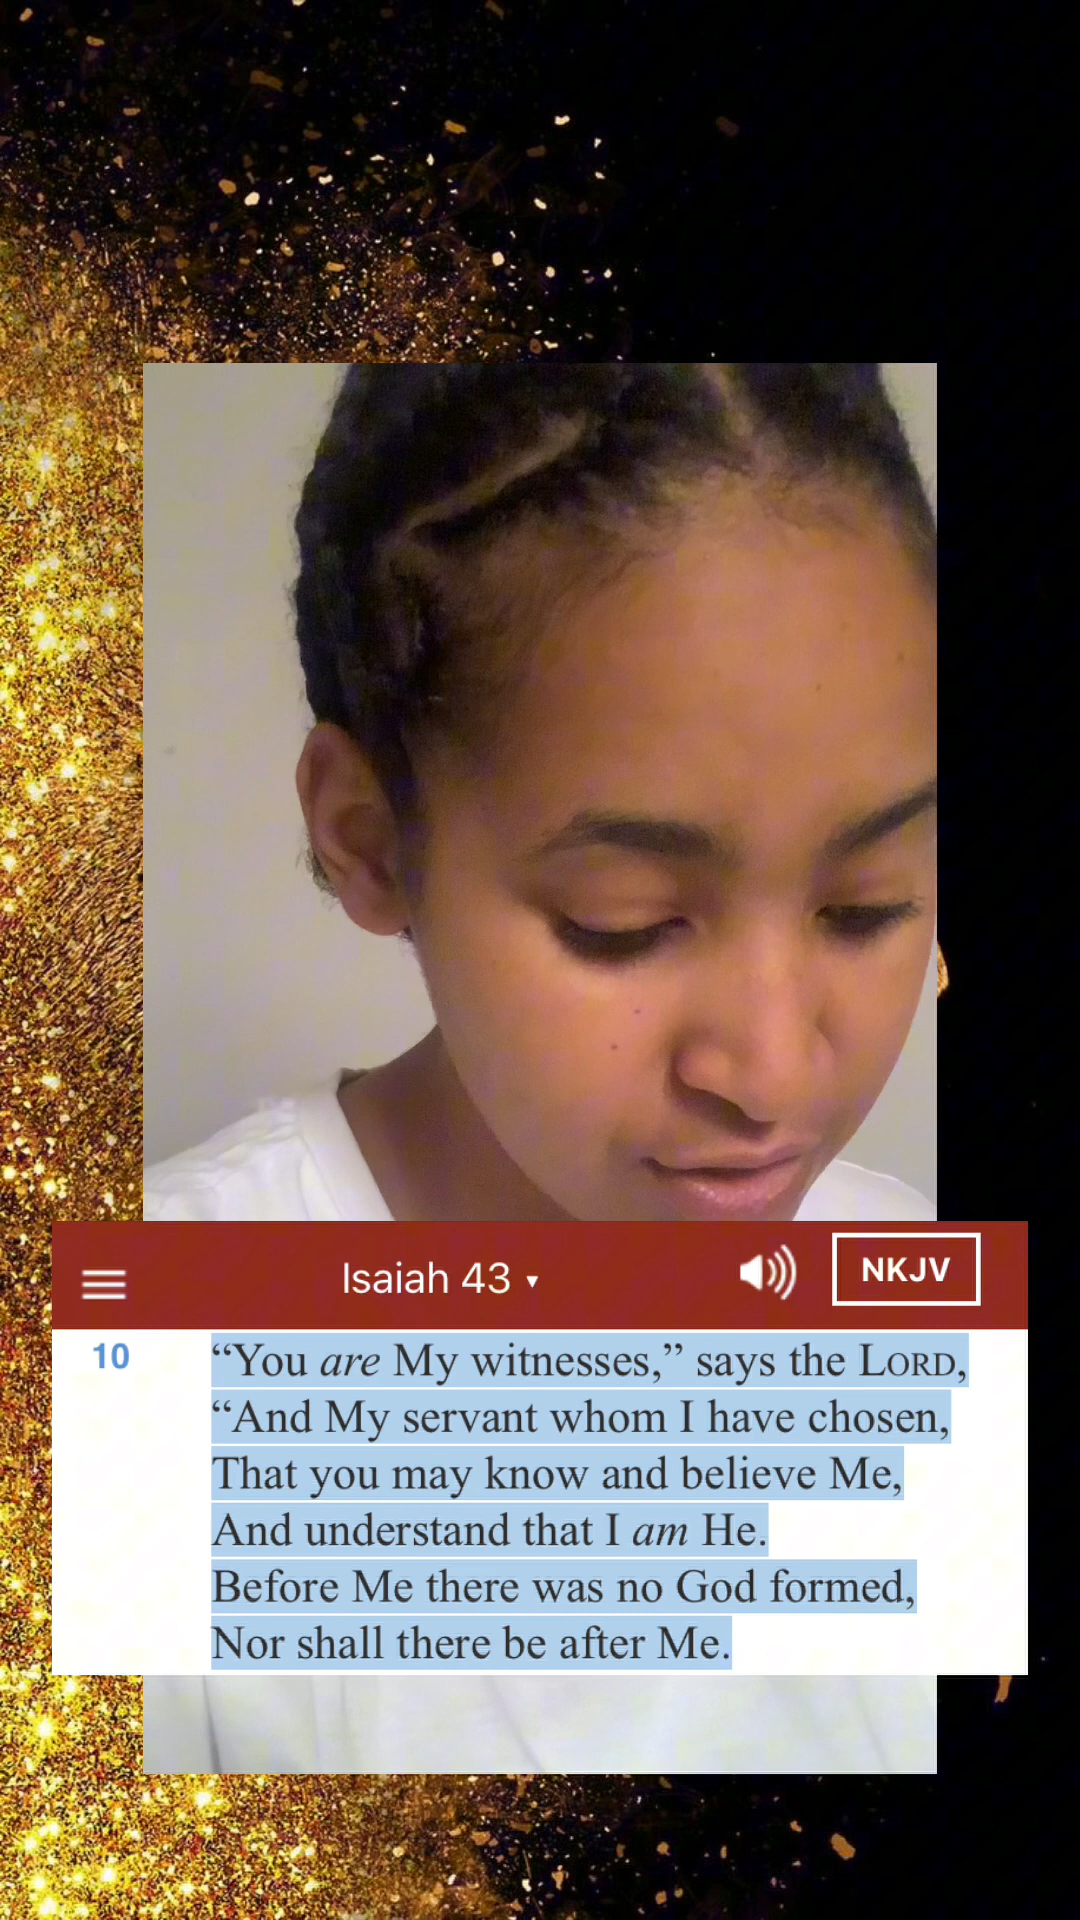 Isaiah 43 ▾ NKJV
10 “You are My witnesses,” says the LORD,
“And My servant whom I have chosen,
That you may know and believe Me,
And understand that I am He.
Before Me there was no God formed,
Nor shall there be after Me.